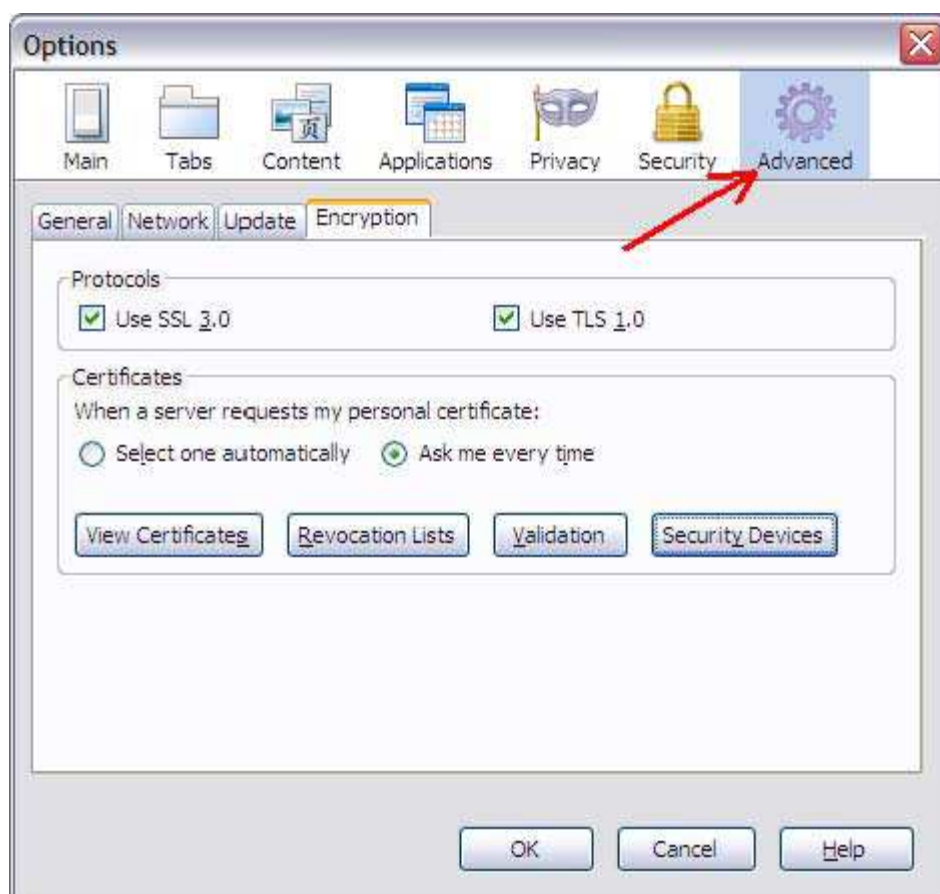 Options
页
Main Tabs Content Applications Privacy Security Advanced
General Network Update Encryption
Protocols
Use SSL 3.0 Use TLS 1.0
Certificates
When a server requests my personal certificate:
Select one automatically Ask me every time
View Certificates Revocation Lists Validation Security Devices
OK Cancel Help